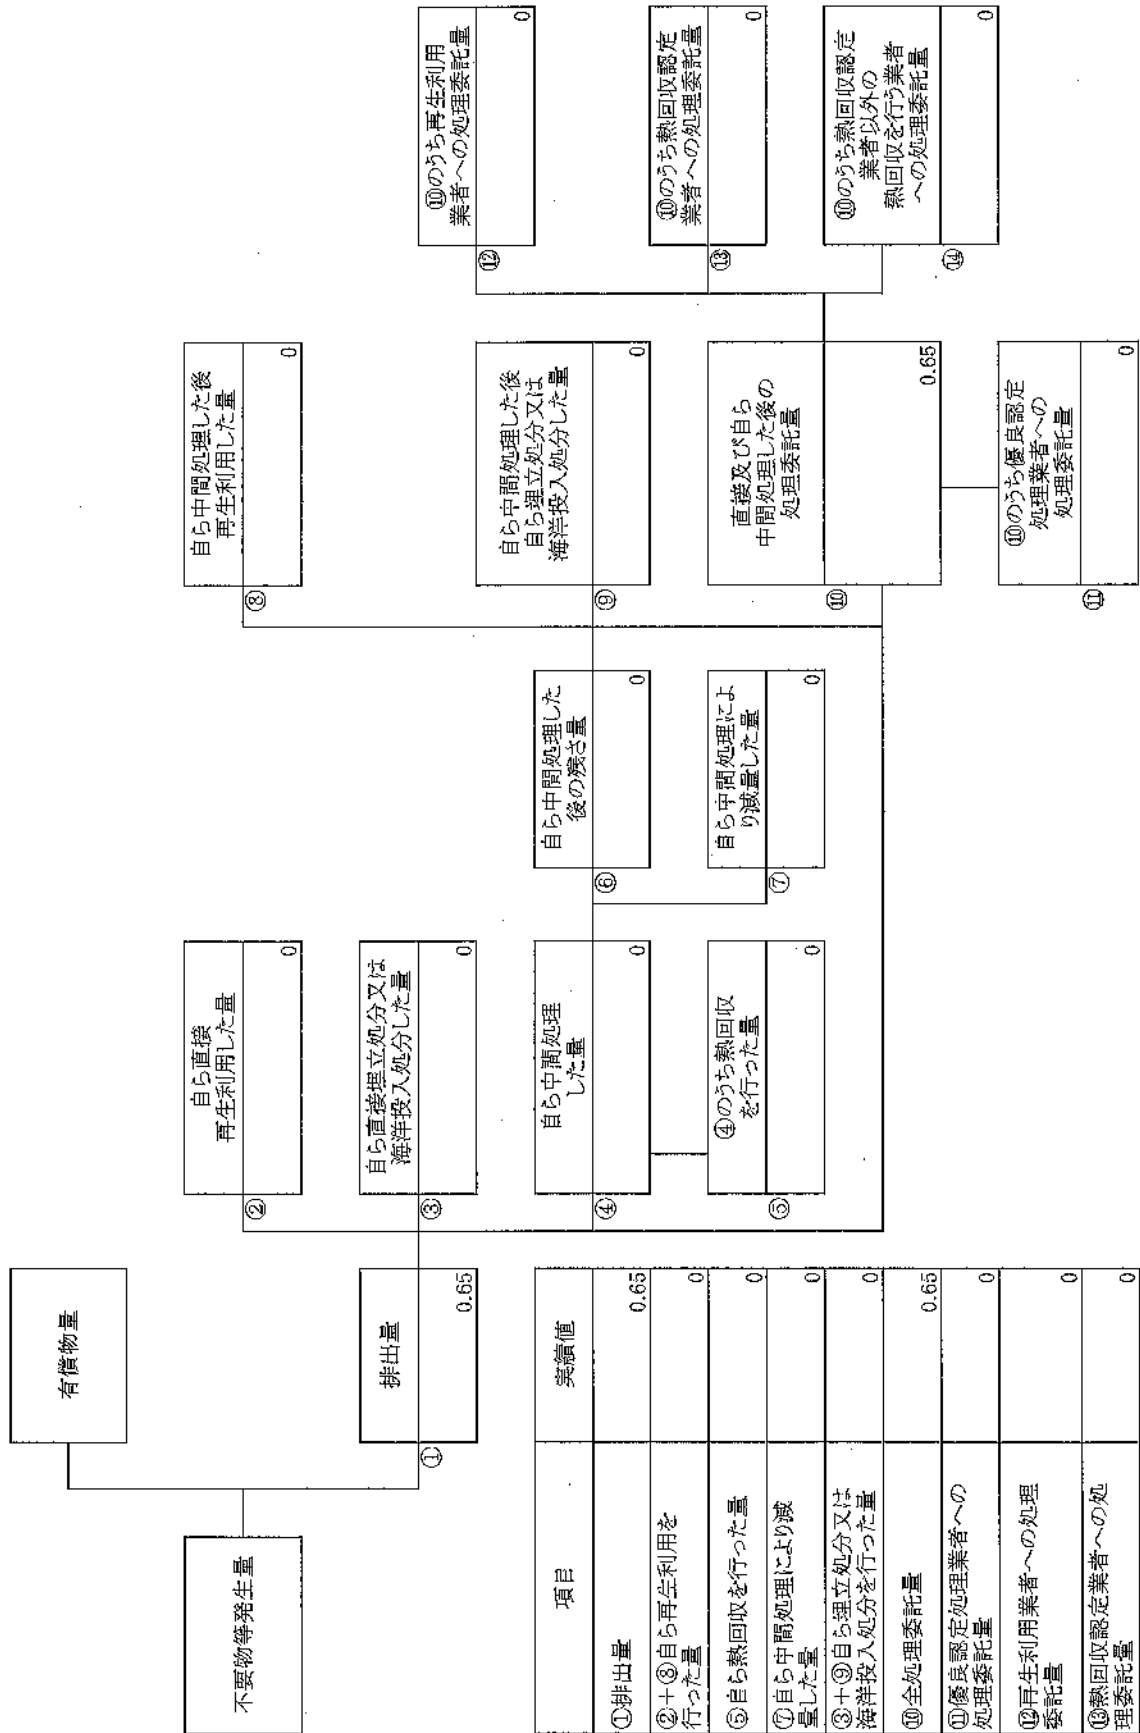 不要物等発生量
有償物量
①
排出量
0.65
②
自ら直接
再生利用した量
0
③
自ら直接埋立処分又は
海洋投入処分した量
0
④
自ら中間処理
した量
0
⑤
④のうち熱回収
を行った量
0
⑥
自ら中間処理した
後の残さ量
0
⑦
自ら中間処理によ
り減量した量
0
⑧
自ら中間処理した後
再生利用した量
0
⑨
自ら中間処理した後
自ら埋立処分又は
海洋投入処分した量
0
⑩
直接及び自ら
中間処理した後の
処理委託量
0.65
⑪
⑩のうち優良認定
処理業者への
処理委託量
0
⑫
⑩のうち再生利用
業者への処理委託量
0
⑬
⑩のうち熱回収認定
業者への処理委託量
0
⑭
⑩のうち熱回収認定
業者以外の
熱回収を行う業者
への処理委託量
0
項目
実績値
①排出量
0.65
②+⑧自ら再生利用を
行った量
0
⑤自ら熱回収を行った量
0
⑦自ら中間処理により減
量した量
0
③+⑨自ら埋立処分又は
海洋投入処分を行った量
0
⑩全処理委託量
0.65
⑪優良認定処理業者への
処理委託量
0
⑫再生利用業者への処理
委託量
0
⑬熱回収認定業者への処
理委託量
0